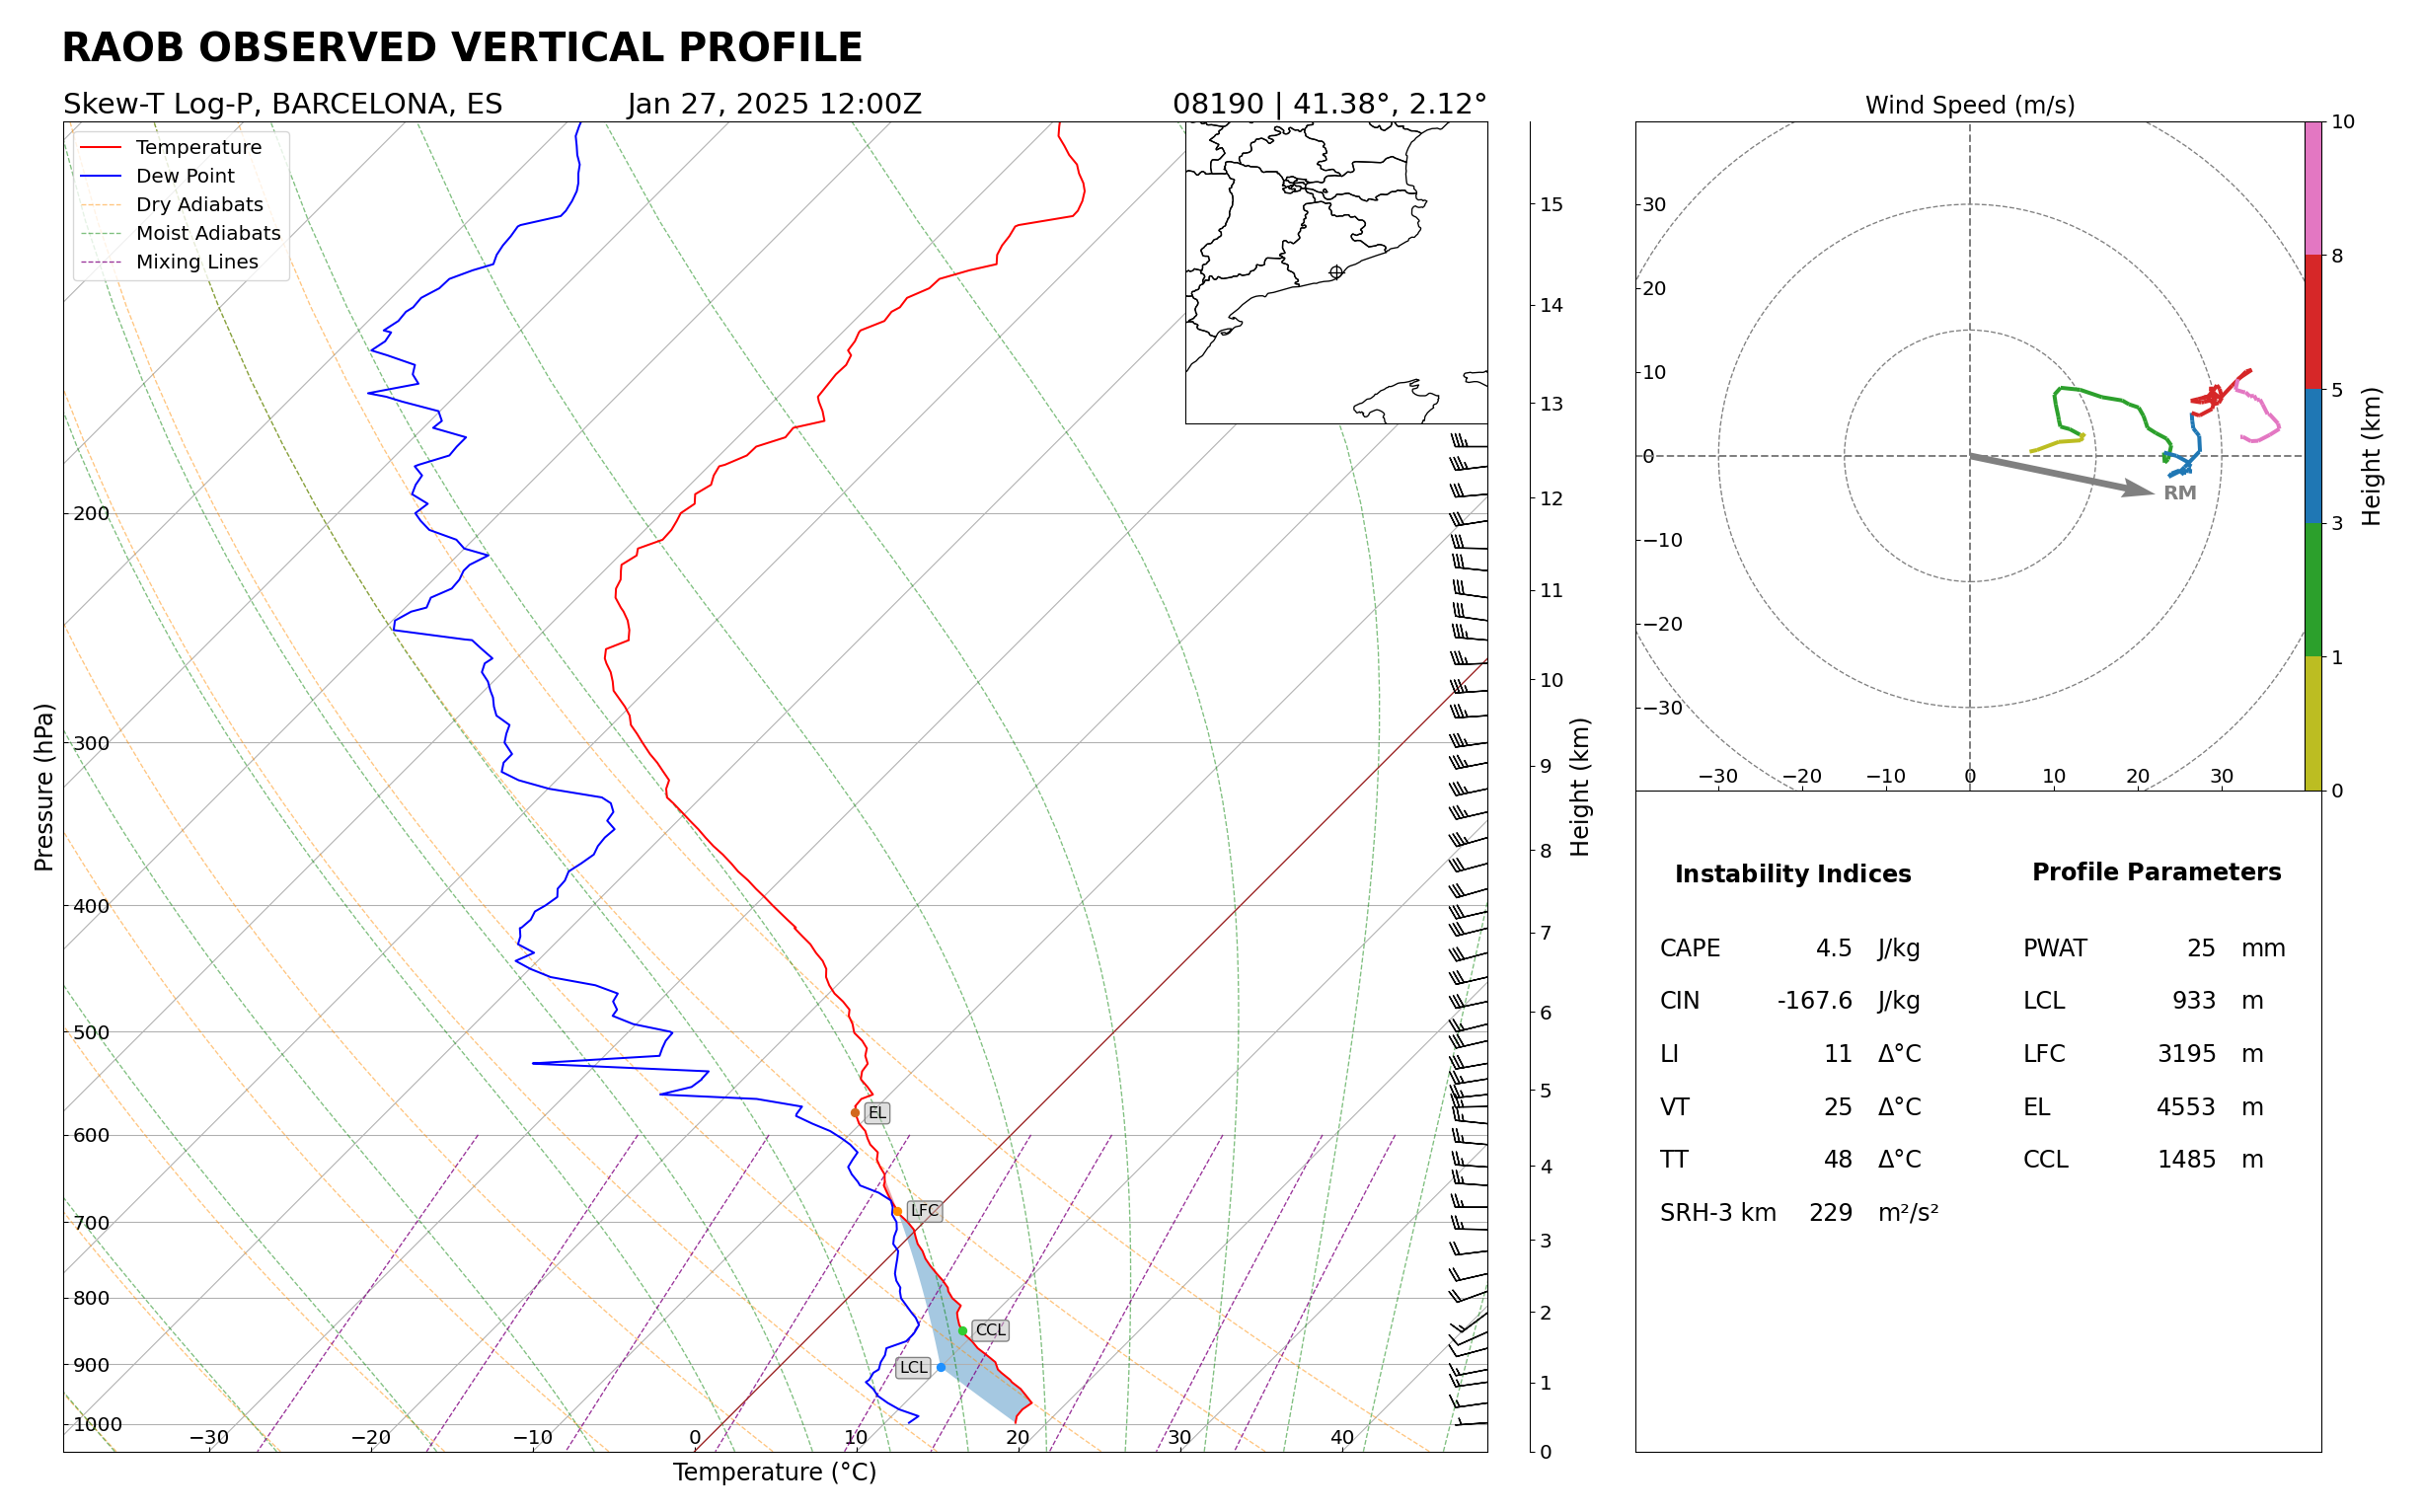 RAOB OBSERVED VERTICAL PROFILE
Skew-T Log-P, BARCELONA, ES
Jan 27, 2025 12:00Z
08190 | 41.38°, 2.12°
Temperature
Dew Point
Dry Adiabats
Moist Adiabats
Mixing Lines
Pressure (hPa)
200
300
400
500
600
700
800
900
1000
−30
−20
−10
0
10
20
30
40
Temperature (°C)
EL
LFC
CCL
LCL
15
14
13
12
11
10
9
8
7
6
5
4
3
2
1
0
Height (km)
Wind Speed (m/s)
30
20
10
0
−10
−20
−30
−30
−20
−10
0
10
20
30
RM
10
8
5
3
1
0
Height (km)
Instability Indices
CAPE 4.5 J/kg
CIN -167.6 J/kg
LI 11 Δ°C
VT 25 Δ°C
TT 48 Δ°C
SRH-3 km 229 m²/s²
Profile Parameters
PWAT 25 mm
LCL 933 m
LFC 3195 m
EL 4553 m
CCL 1485 m